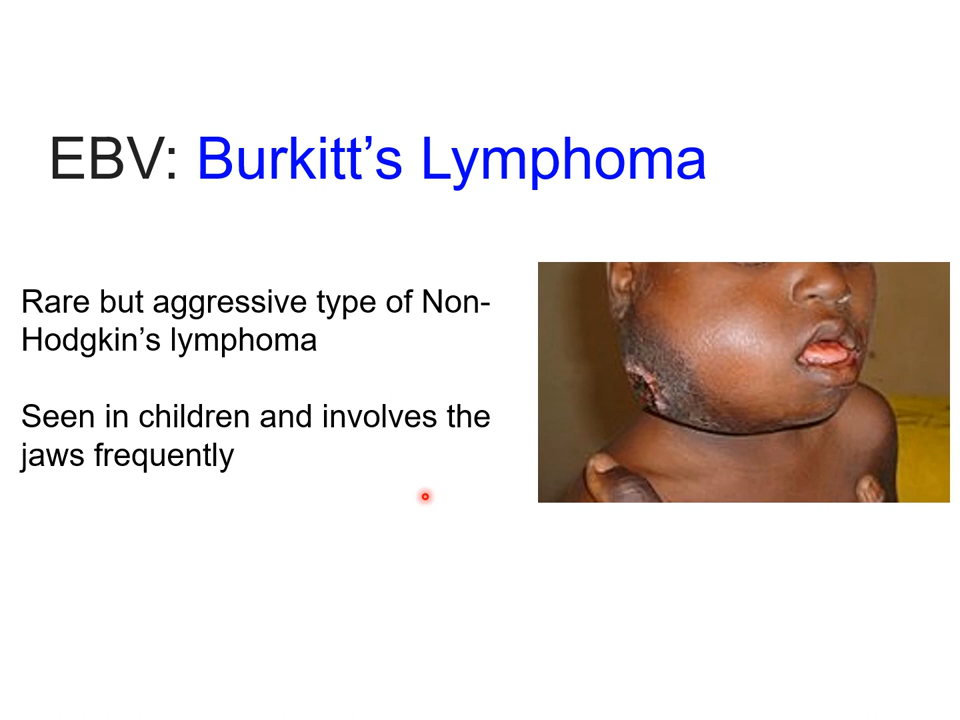 EBV: Burkitt’s Lymphoma
Rare but aggressive type of Non-
Hodgkin’s lymphoma
Seen in children and involves the
jaws frequently